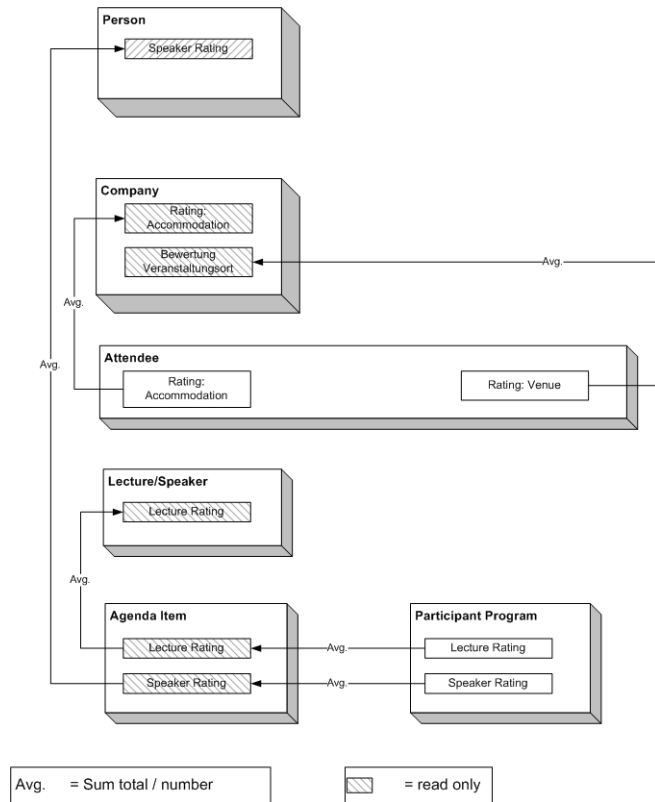 Person
Speaker Rating
Company
Rating:
Accommodation
Bewertung
Veranstaltungsort
Avg.
Avg.
Attendee
Rating:
Accommodation
Rating: Venue
Avg.
Lecture/Speaker
Lecture Rating
Avg.
Agenda Item
Participant Program
Lecture Rating
Avg.
Lecture Rating
Speaker Rating
Avg.
Speaker Rating
Avg. = Sum total / number
= read only